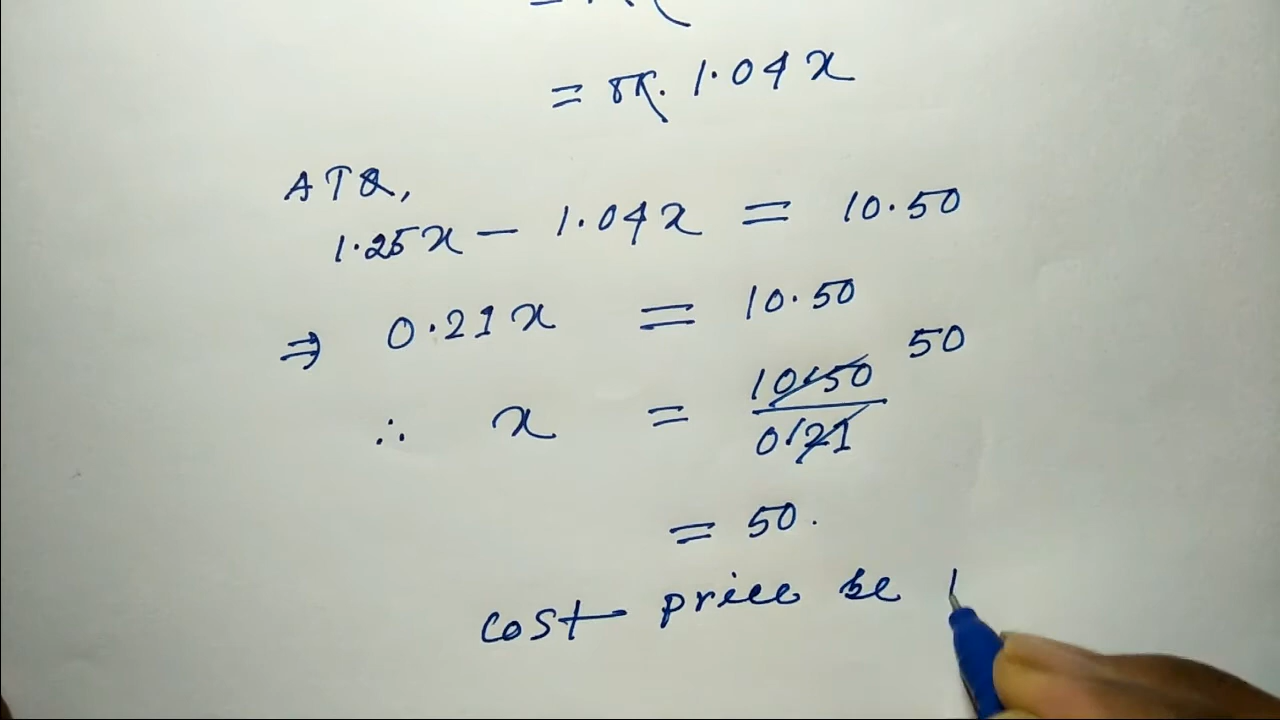 = রূ. 1.04x
ATQ,
1.25x - 1.04x = 10.50
⇒ 0.21x = 10.50
∴ x = 10.50/0.21 50
= 50.
cost price be